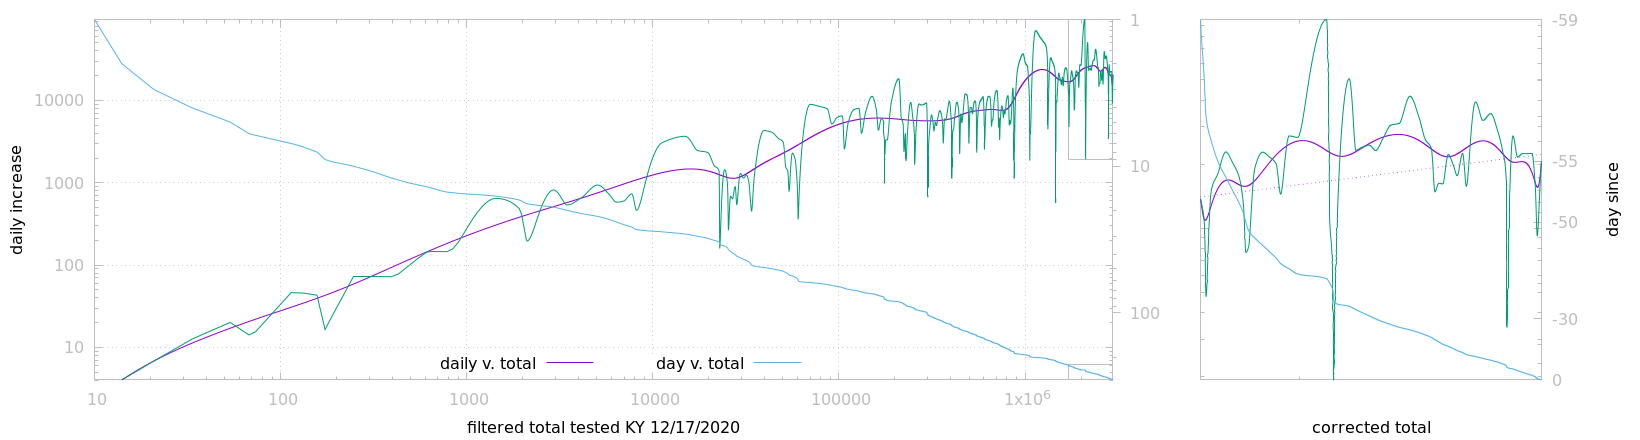 daily increase
10000
1000
100
10
10
100
1000
10000
100000
1x10⁶
1
10
100
daily v. total
day v. total
filtered total tested KY 12/17/2020
-59
-55
-50
-30
0
day since
corrected total